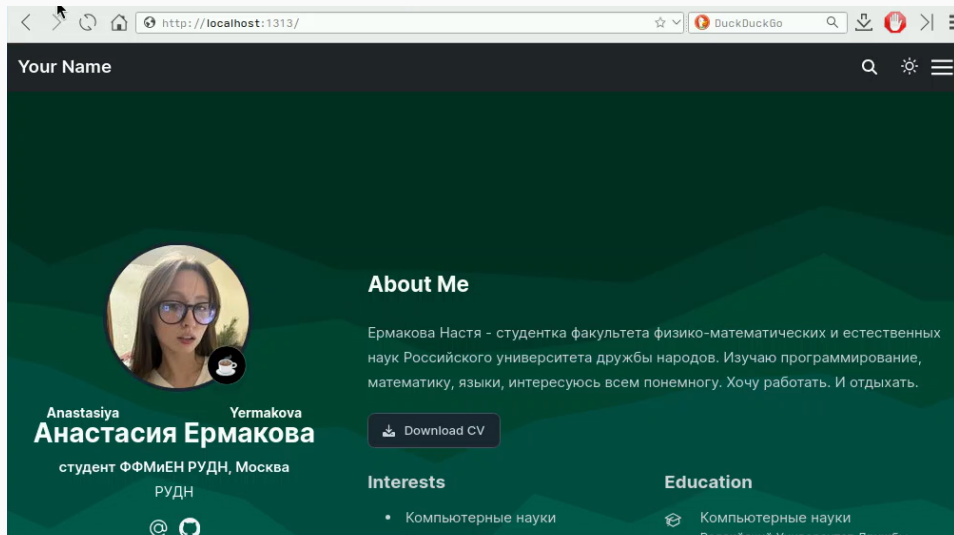 http://localhost:1313/
DuckDuckGo
Your Name
About Me
Ермакова Настя - студентка факультета физико-математических и естественных
наук Российского университета дружбы народов. Изучаю программирование,
математику, языки, интересуюсь всем понемногу. Хочу работать. И отдыхать.
Download CV
Anastasiya Yermakova
Анастасия Ермакова
студент ФФМиЕН РУДН, Москва
РУДН
Interests
Компьютерные науки
Education
Компьютерные науки